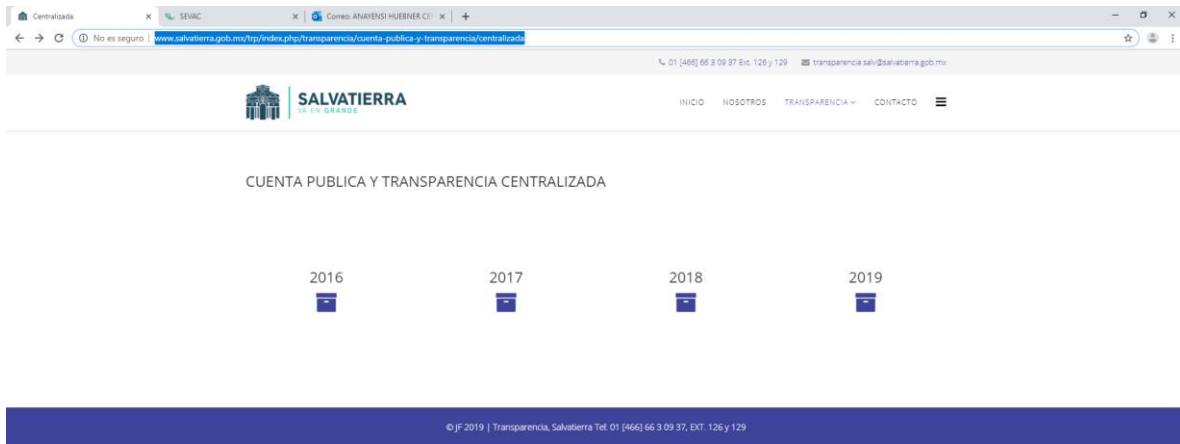 Centralizada
SEVAC
Correo: ANAYENSI HUEBNER CE
No es seguro | www.salvatierra.gob.mx/trp/index.php/transparencia/cuenta-publica-y-transparencia/centralizada
01 [466] 66 3 09 37 Ext. 126 y 129 transparencia.salv@salvatierra.gob.mx
SALVATIERRA
VA EN GRANDE
INICIO NOSOTROS TRANSPARENCIA CONTACTO
CUENTA PUBLICA Y TRANSPARENCIA CENTRALIZADA
2016 2017 2018 2019
© JF 2019 | Transparencia, Salvatierra Tel: 01 [466] 66 3 09 37, EXT. 126 y 129